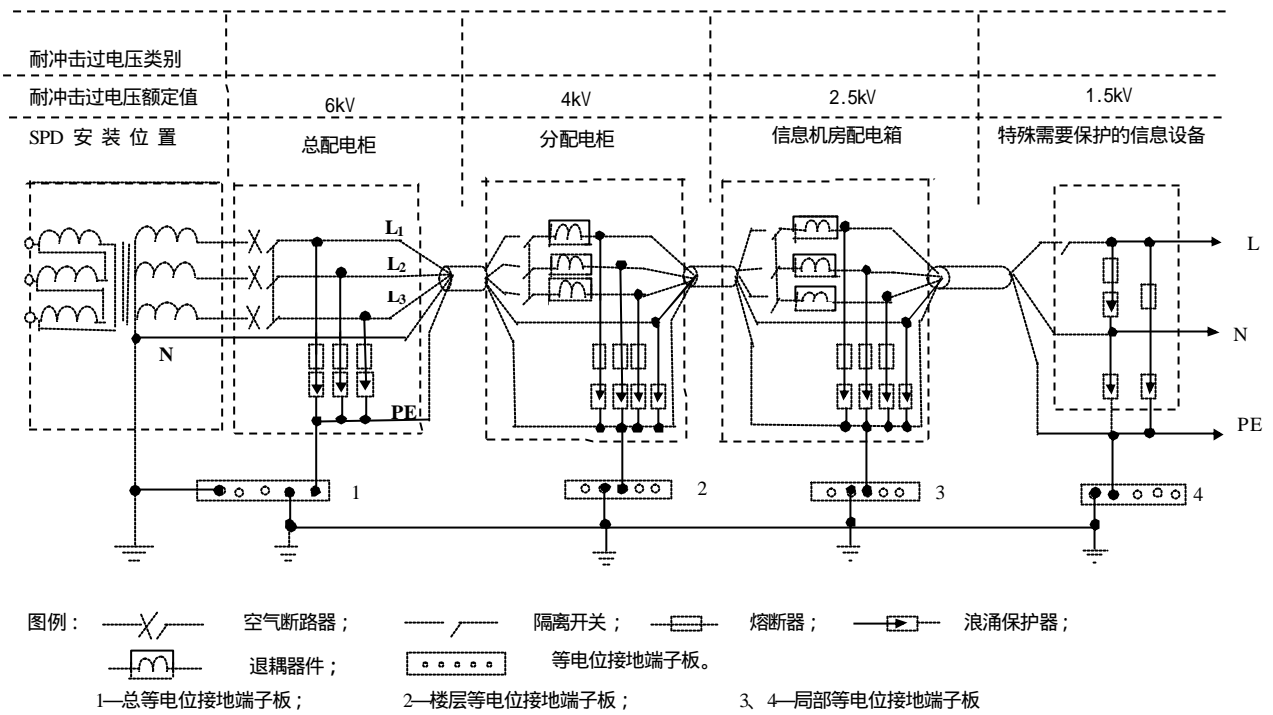 耐冲击过电压类别
耐冲击过电压额定值 6kV 4kV 2.5kV 1.5kV
SPD 安 装 位 置 总配电柜 分配电柜 信息机房配电箱 特殊需要保护的信息设备
L1
L2
L3
N
PE
L
N
PE
1 2 3 4
图例： 空气断路器； 隔离开关； 熔断器； 浪涌保护器；
退耦器件； 等电位接地端子板。
1—总等电位接地端子板； 2—楼层等电位接地端子板； 3、4—局部等电位接地端子板